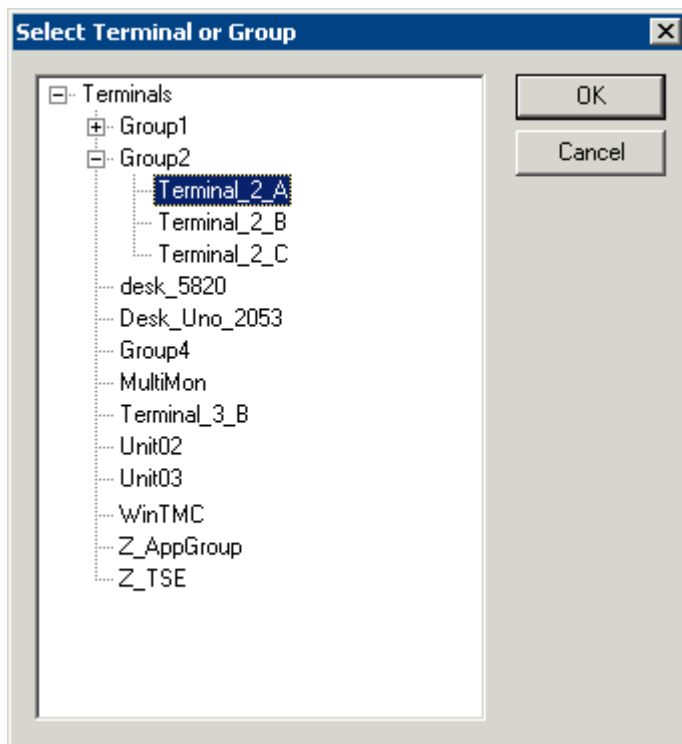 Select Terminal or Group
Terminals
Group1
Group2
Terminal_2_A
Terminal_2_B
Terminal_2_C
desk_5820
Desk_Uno_2053
Group4
MultiMon
Terminal_3_B
Unit02
Unit03
WinTMC
Z_AppGroup
Z_TSE
OK
Cancel